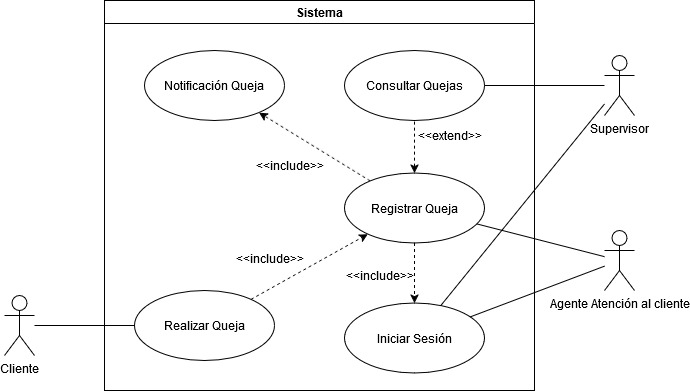 Sistema
Notificación Queja
Consultar Quejas
<<extend>>
Supervisor
<<include>>
Registrar Queja
<<include>>
<<include>>
Agente Atención al cliente
Realizar Queja
Iniciar Sesión
Cliente